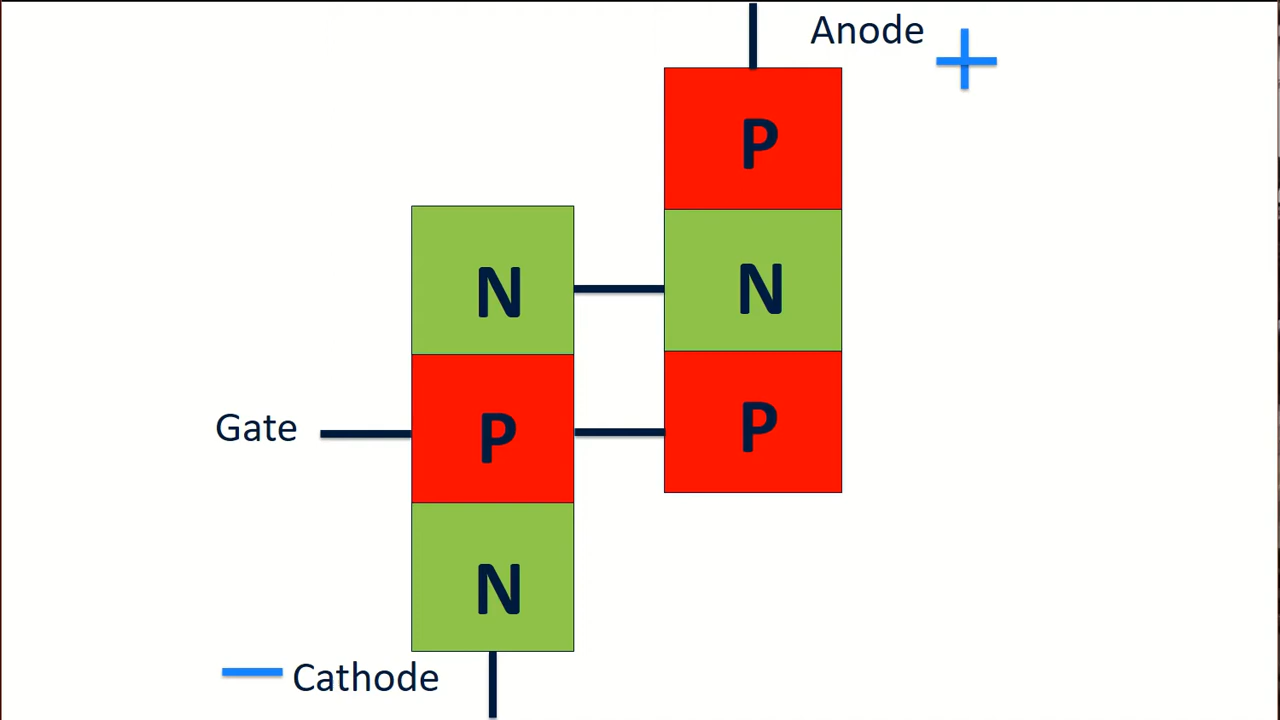 Anode +
P
N N
Gate P P
N
− Cathode